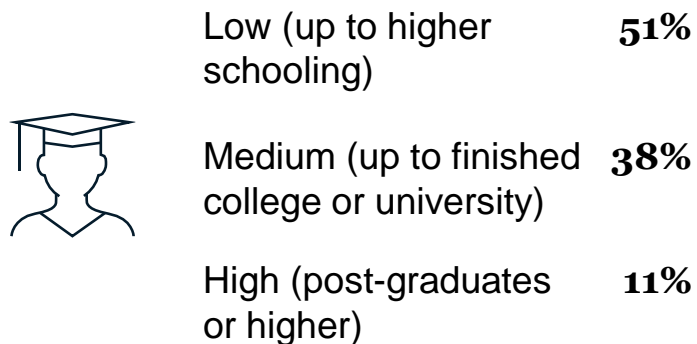 Low (up to higher schooling) 51%
Medium (up to finished college or university) 38%
High (post-graduates or higher) 11%